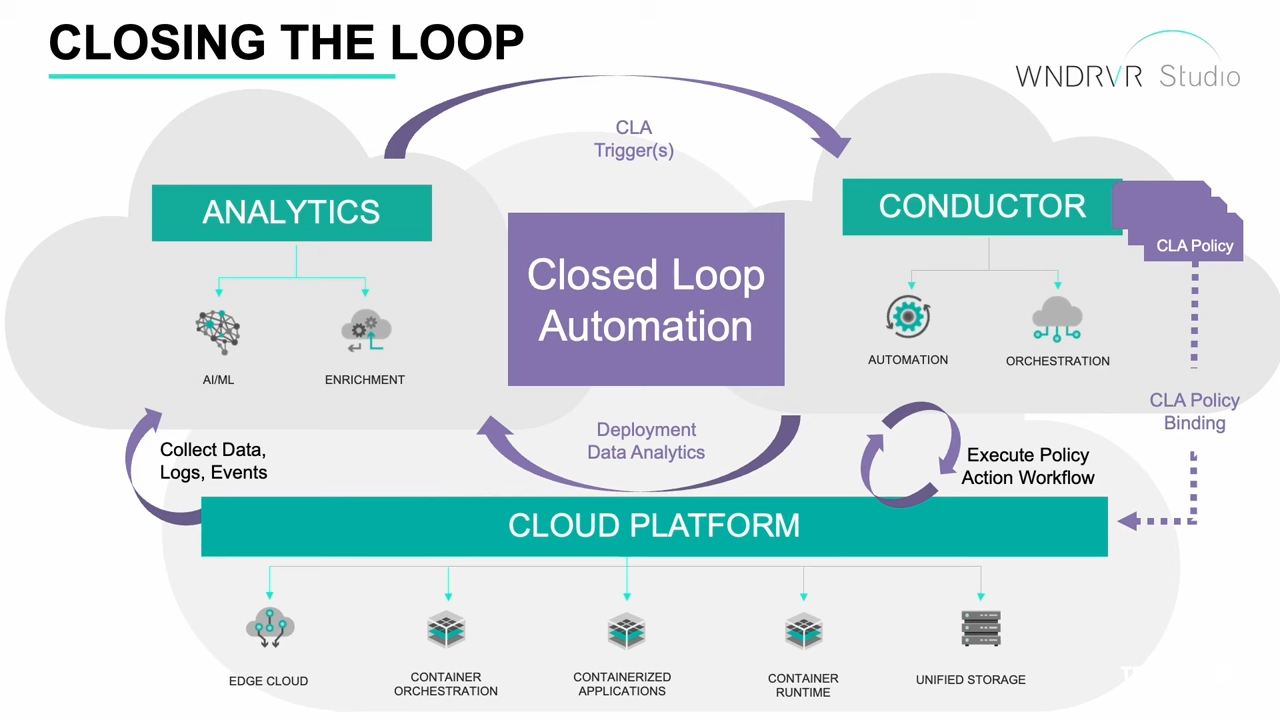 CLOSING THE LOOP
WNDRVR Studio
CLA
Trigger(s)
ANALYTICS
CONDUCTOR
CLA Policy
Closed Loop
Automation
AI/ML
ENRICHMENT
AUTOMATION
ORCHESTRATION
CLA Policy
Binding
Collect Data,
Logs, Events
Deployment
Data Analytics
Execute Policy
Action Workflow
CLOUD PLATFORM
EDGE CLOUD
CONTAINER
ORCHESTRATION
CONTAINERIZED
APPLICATIONS
CONTAINER
RUNTIME
UNIFIED STORAGE